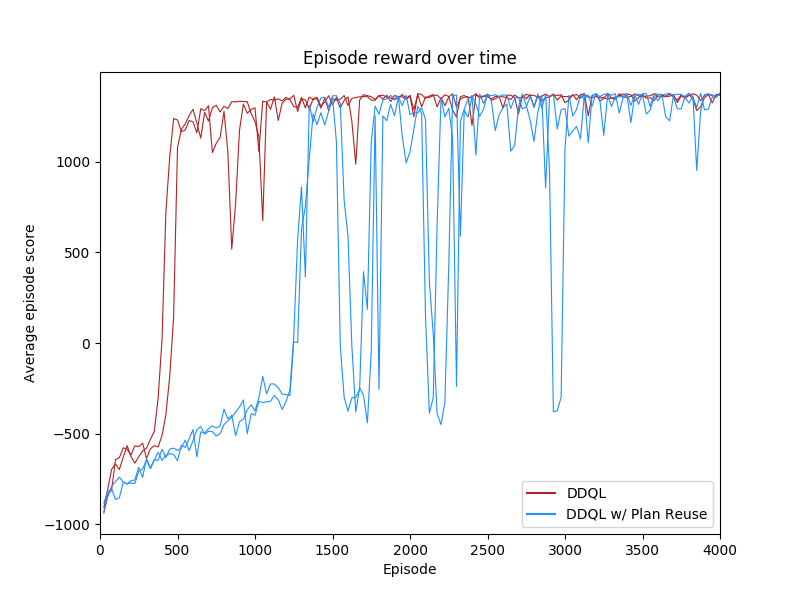 Episode reward over time
Average episode score
1000
500
0
−500
−1000
0 500 1000 1500 2000 2500 3000 3500 4000
Episode
DDQL
DDQL w/ Plan Reuse